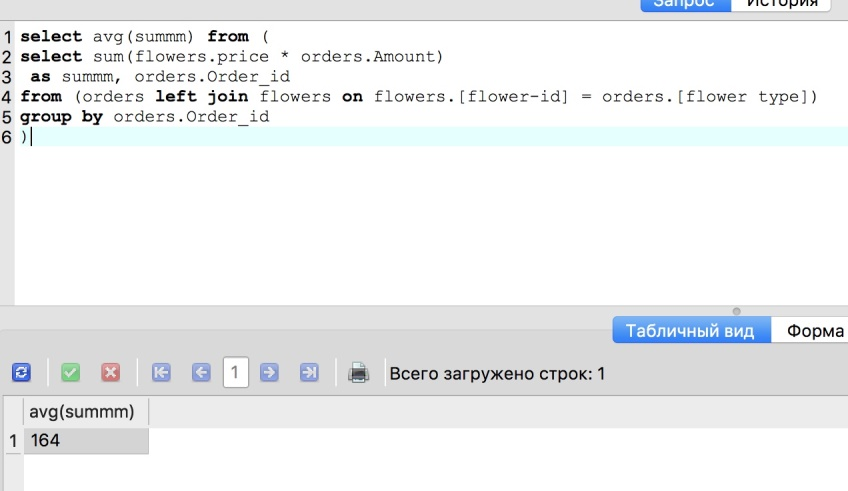 Запрос История
1 select avg(summm) from (
2 select sum(flowers.price * orders.Amount)
3 as summm, orders.Order_id
4 from (orders left join flowers on flowers.[flower-id] = orders.[flower type])
5 group by orders.Order_id
6 )
Табличный вид Форма
1 Всего загружено строк: 1
avg(summm)
1 164